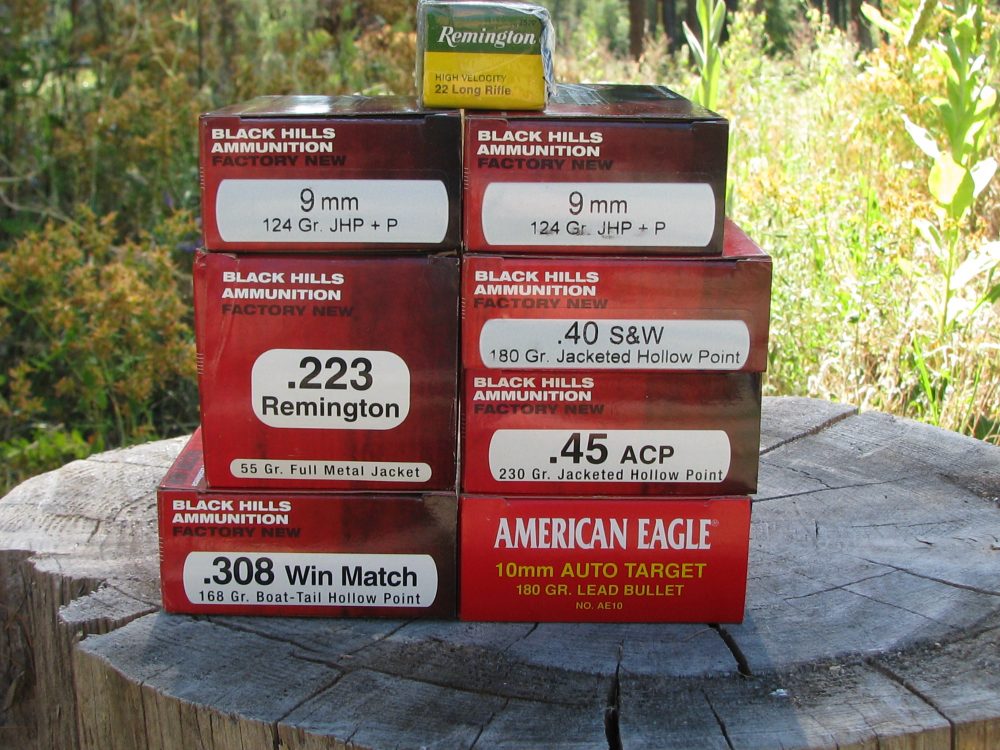 Remington
HIGH VELOCITY
22 Long Rifle
BLACK HILLS
AMMUNITION
FACTORY NEW
9 mm
124 Gr. JHP + P
BLACK HILLS
AMMUNITION
FACTORY NEW
9 mm
124 Gr. JHP + P
BLACK HILLS
AMMUNITION
FACTORY NEW
.223
Remington
55 Gr. Full Metal Jacket
BLACK HILLS
AMMUNITION
FACTORY NEW
.40 S&W
180 Gr. Jacketed Hollow Point
BLACK HILLS
AMMUNITION
FACTORY NEW
.45 ACP
230 Gr. Jacketed Hollow Point
BLACK HILLS
AMMUNITION
FACTORY NEW
.308 Win Match
168 Gr. Boat-Tail Hollow Point
AMERICAN EAGLE®
10mm AUTO TARGET
180 GR. LEAD BULLET
NO. AE10